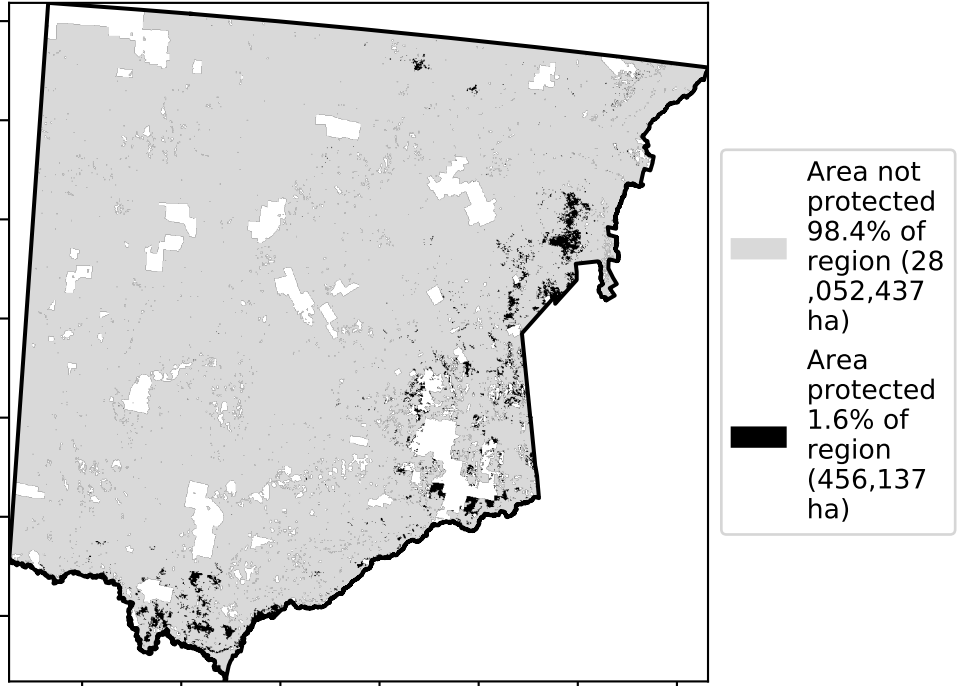 Area not
protected
98.4% of
region (28
,052,437
ha)
Area
protected
1.6% of
region
(456,137
ha)